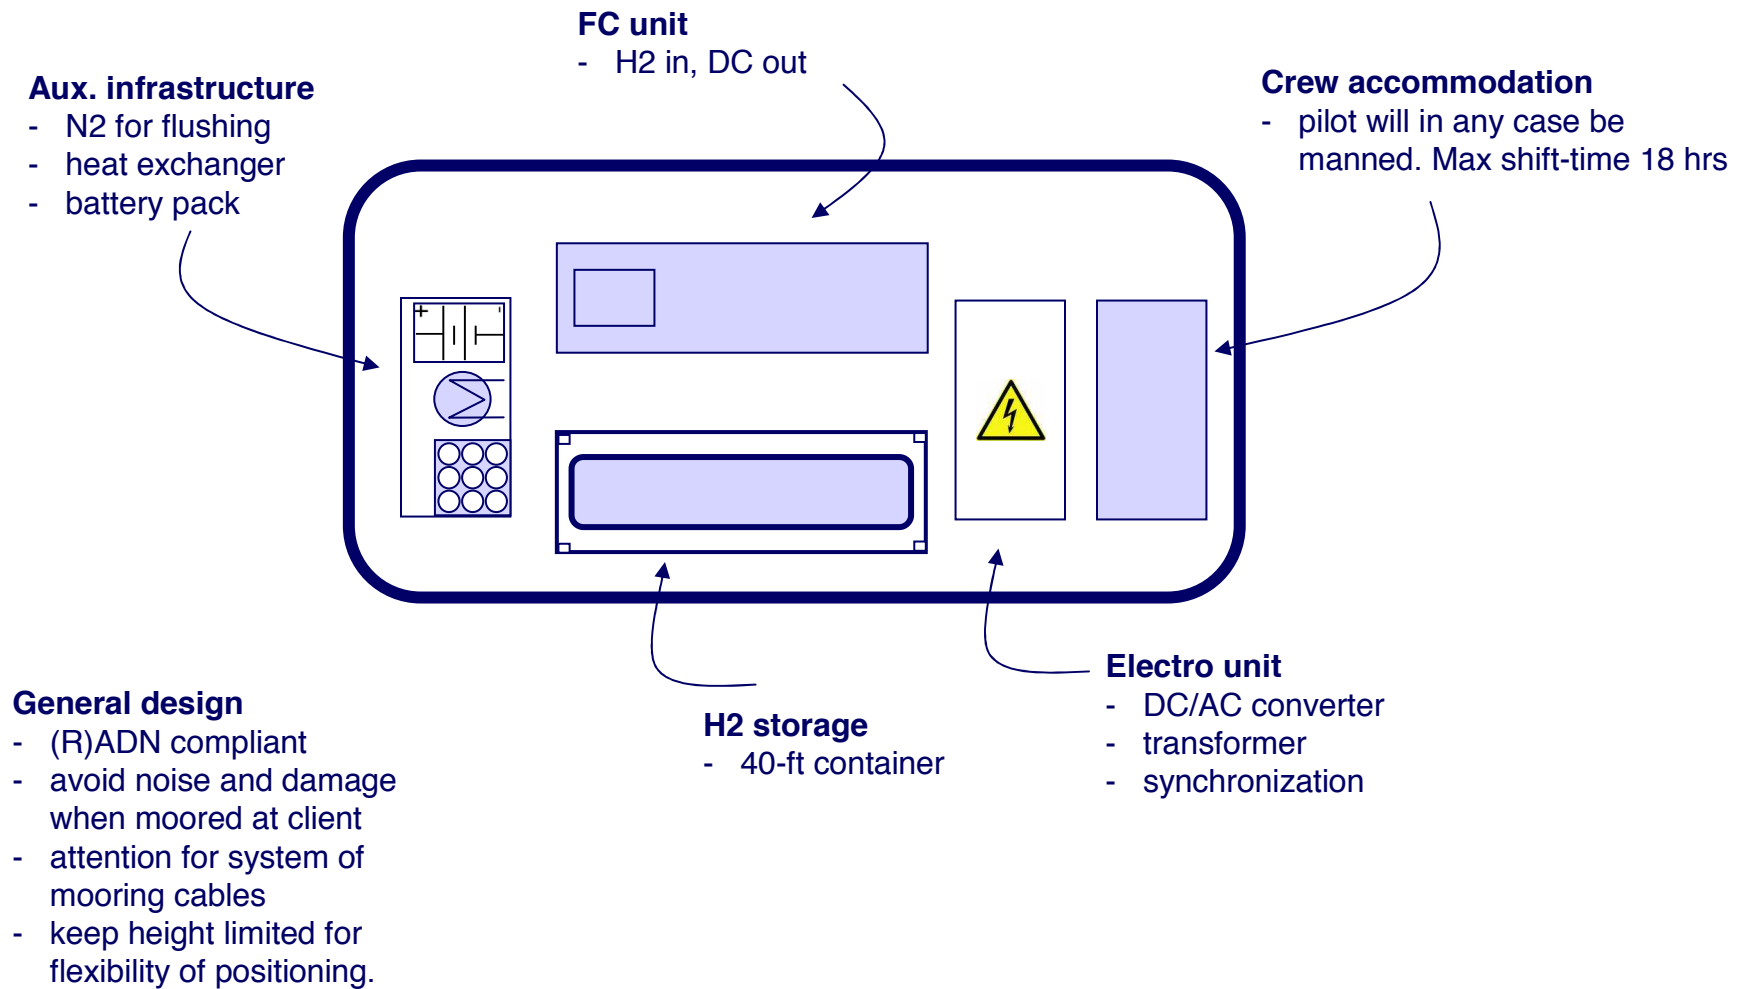 FC unit
- H2 in, DC out
Aux. infrastructure
- N2 for flushing
- heat exchanger
- battery pack
Crew accommodation
- pilot will in any case be
manned. Max shift-time 18 hrs
+ -
General design
- (R)ADN compliant
- avoid noise and damage
when moored at client
- attention for system of
mooring cables
- keep height limited for
flexibility of positioning.
H2 storage
- 40-ft container
Electro unit
- DC/AC converter
- transformer
- synchronization